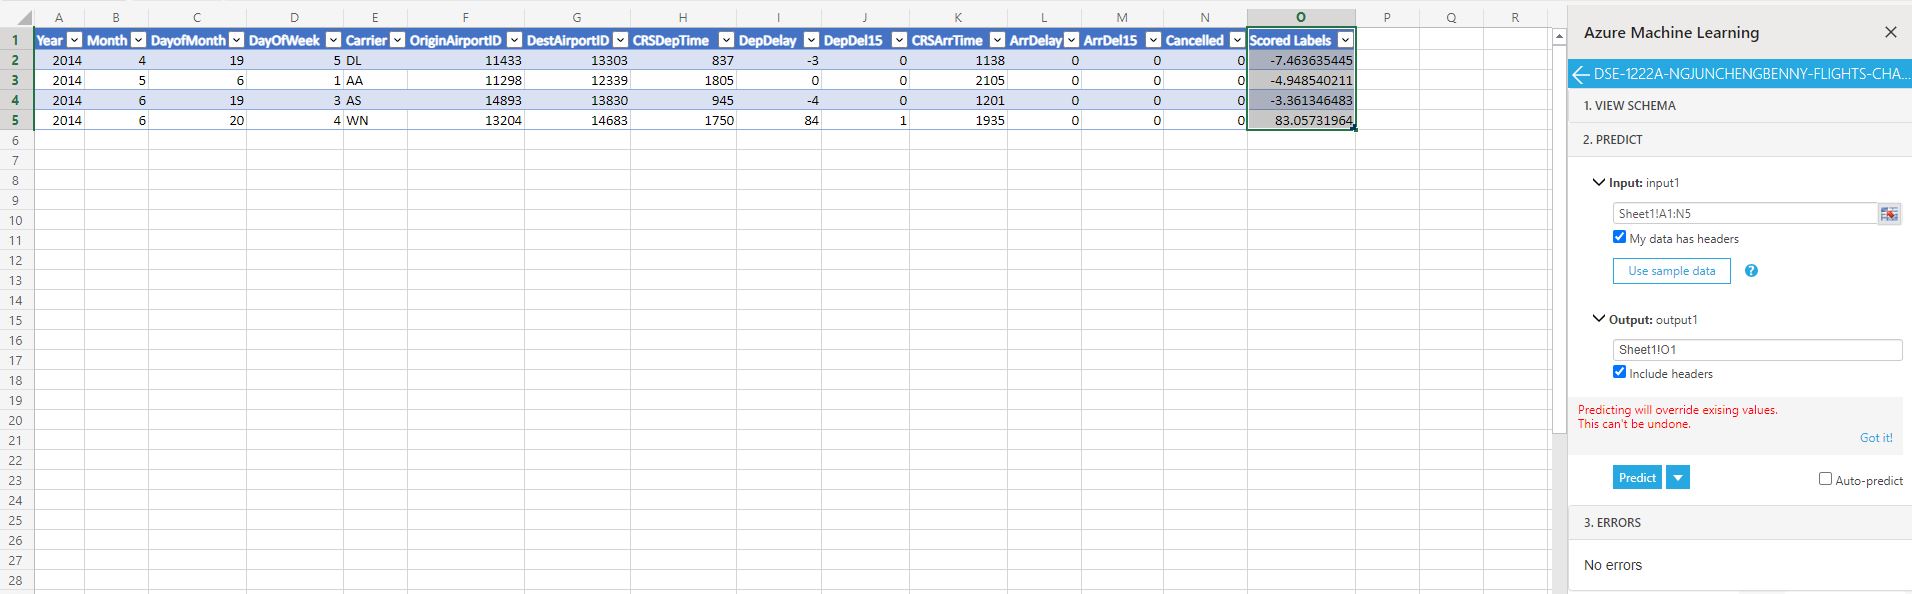 A B C D E F G H I J K L M N O P Q R
1 Year Month DayofMonth DayOfWeek Carrier OriginAirportID DestAirportID CRSDepTime DepDelay DepDel15 CRSArrTime ArrDelay ArrDel15 Cancelled Scored Labels
2 2014 4 19 5 DL 11433 13303 837 -3 0 1138 0 0 0 -7.463635445
3 2014 5 6 1 AA 11298 12339 1805 0 0 2105 0 0 0 -4.948540211
4 2014 6 19 3 AS 14893 13830 945 -4 0 1201 0 0 0 -3.361346483
5 2014 6 20 4 WN 13204 14683 1750 84 1 1935 0 0 0 83.05731964
6
7
8
9
10
11
12
13
14
15
16
17
18
19
20
21
22
23
24
25
26
27
28
Azure Machine Learning
DSE-1222A-NGJUNCHENGBENNY-FLIGHTS-CHA...
1. VIEW SCHEMA
2. PREDICT
Input: input1
Sheet1!A1:N5
My data has headers
Use sample data ?
Output: output1
Sheet1!O1
Include headers
Predicting will override exising values.
This can't be undone.
Got it!
Predict
Auto-predict
3. ERRORS
No errors